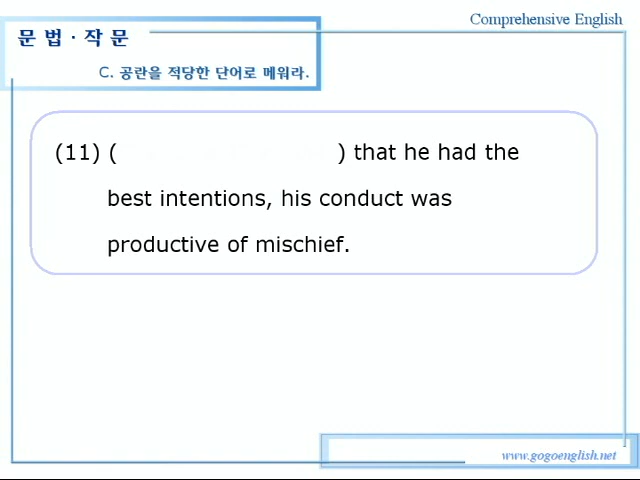 Comprehensive English
문 법 · 작 문
C. 공란을 적당한 단어로 메워라.
(11) ( ) that he had the
best intentions, his conduct was
productive of mischief.
www.gogoenglish.net